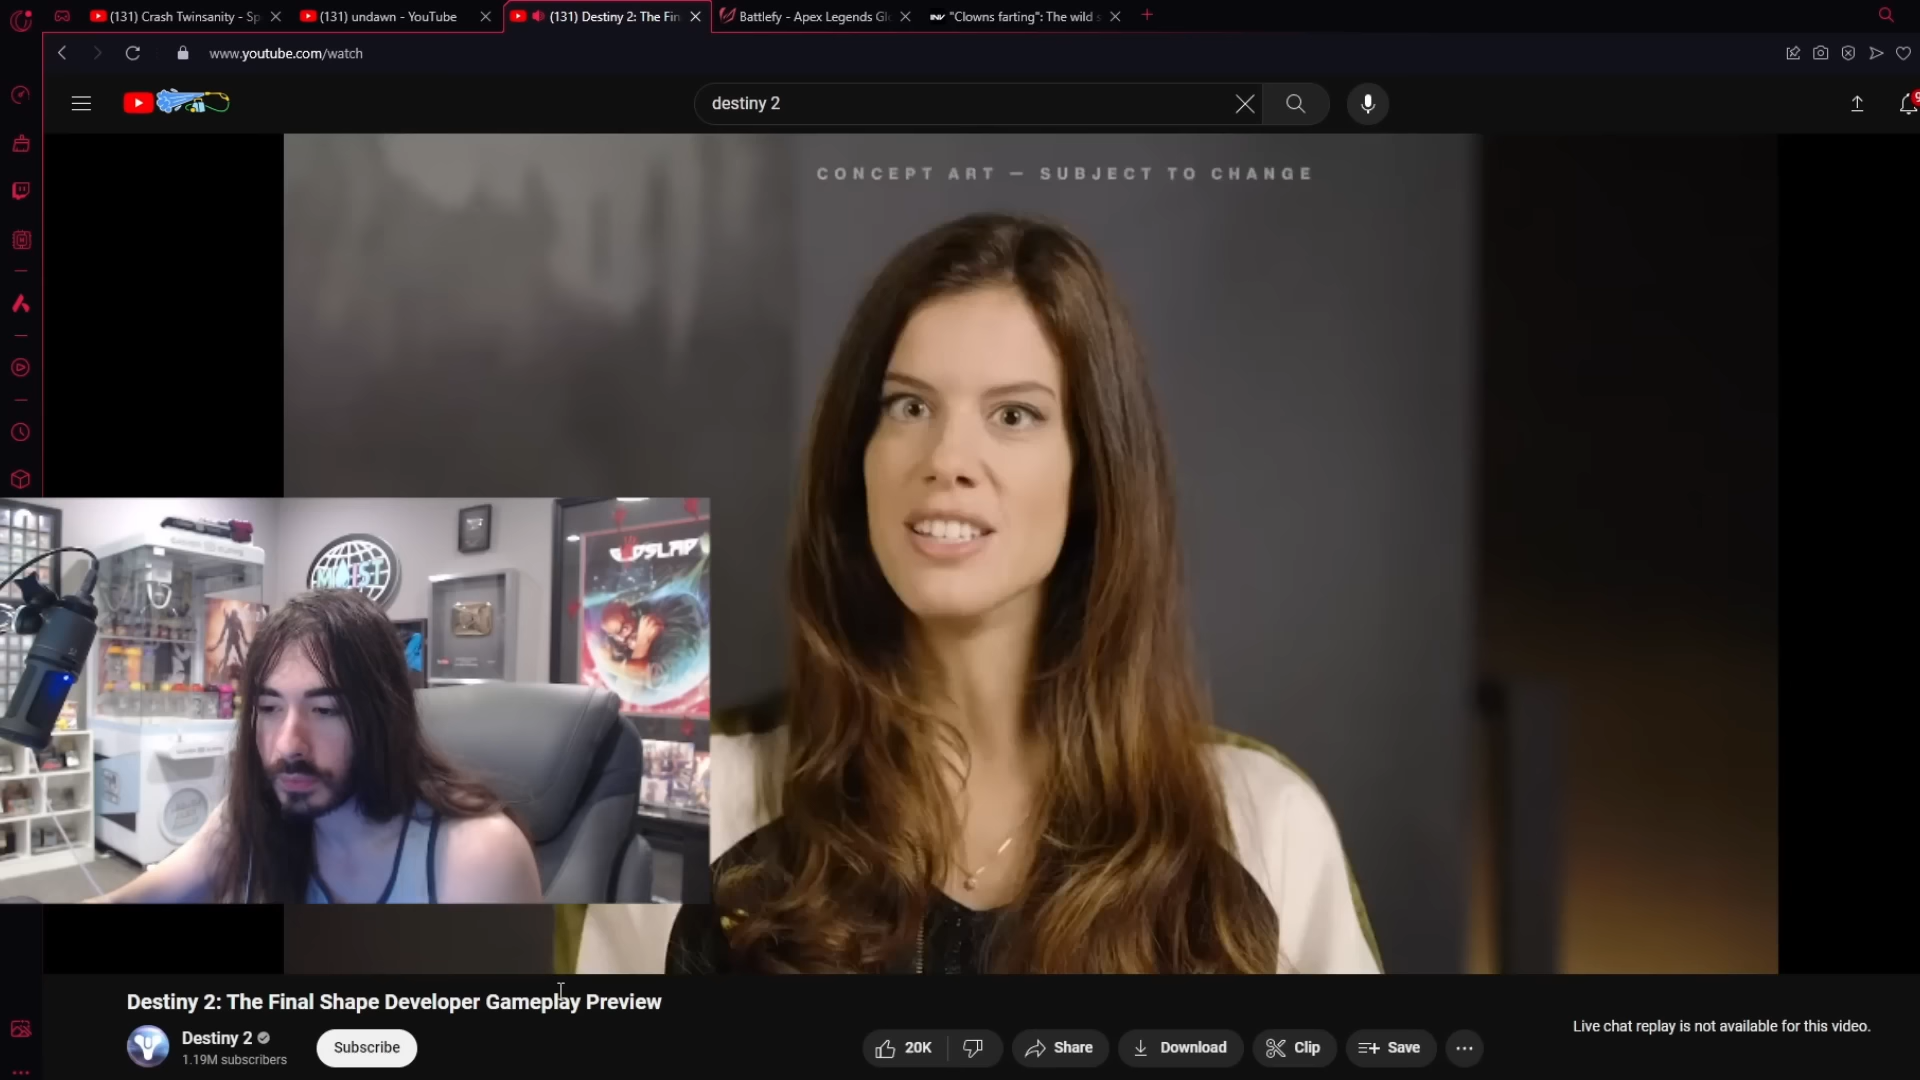 (131) Crash Twinsanity - Sp
(131) undawn - YouTube
(131) Destiny 2: The Fin
Battlefy - Apex Legends Gl
"Clowns farting": The wild s
www.youtube.com/watch
destiny 2
9
CONCEPT ART — SUBJECT TO CHANGE
MOIST
Destiny 2: The Final Shape Developer Gameplay Preview
Destiny 2
1.19M subscribers
Subscribe
20K
Share
Download
Clip
Save
Live chat replay is not available for this video.